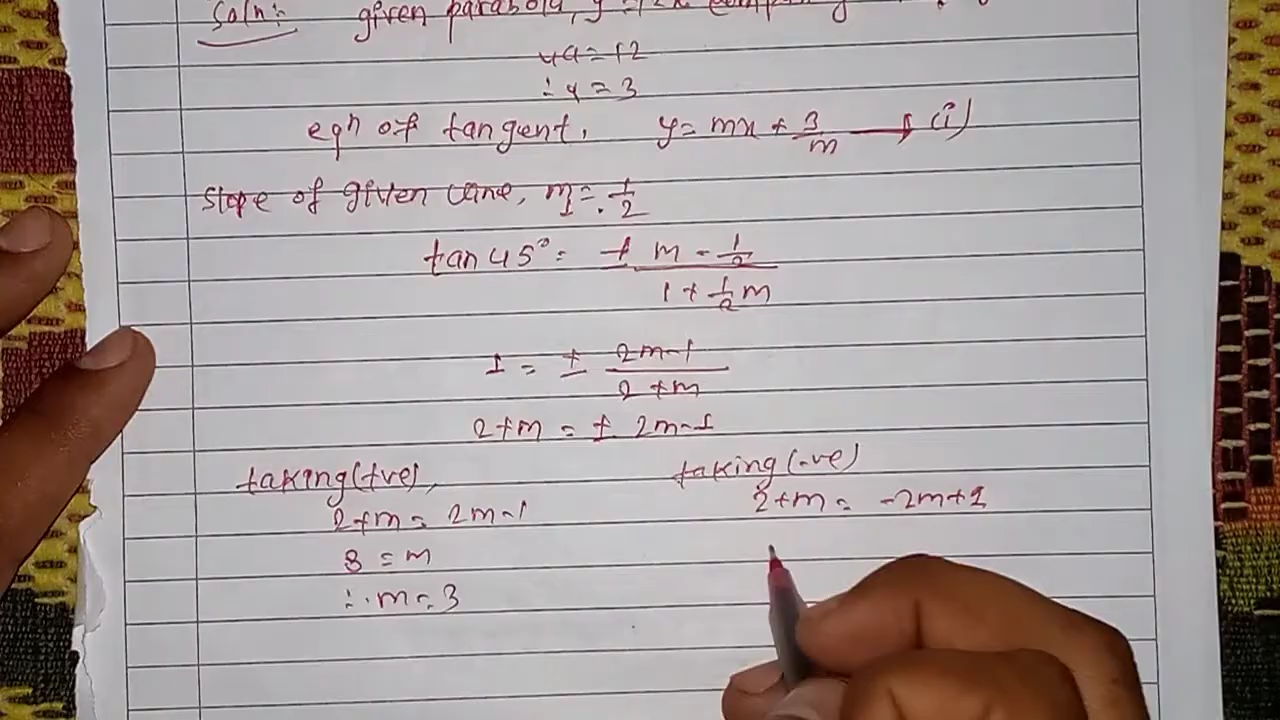 Soln:- given parabola, y
4a = 12
∴ a = 3
eqn of tangent, y = mx + 3/m → (i)
slope of given line, m1 = 1/2
tan 45° = ± (m - 1/2)/(1 + 1/2 m)
1 = ± (2m-1)/(2+m)
2+m = ± 2m-1
taking (+ve), taking (-ve)
2+m = 2m-1 2+m = -2m+1
3 = m
∴ m = 3